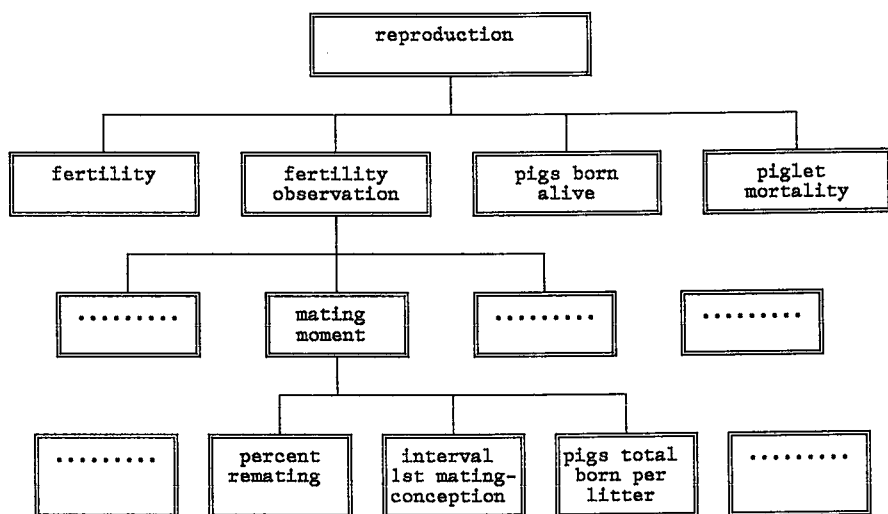 reproduction
fertility
fertility
observation
pigs born
alive
piglet
mortality
.........
mating
moment
.........
.........
.........
percent
remating
interval
1st mating-
conception
pigs total
born per
litter
.........